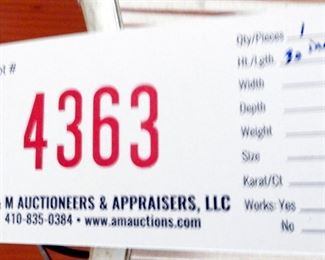 Qty/Pieces 1
ot #
Ht./Lgth. 30
Width
4363
Depth
Weight
Size
Karat/Ct
M AUCTIONEERS & APPRAISERS, LLC
Works: Yes
410-835-0384 • www.amauctions.com
No